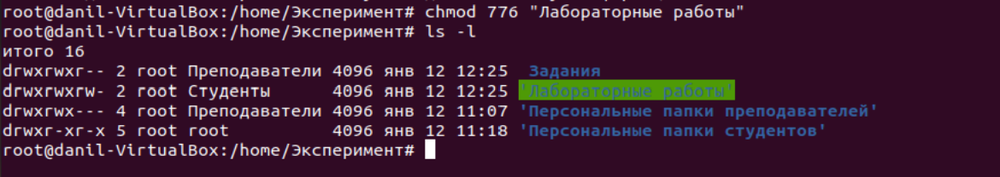 root@danil-VirtualBox:/home/Эксперимент# chmod 776 "Лабораторные работы"
root@danil-VirtualBox:/home/Эксперимент# ls -l
итого 16
drwxrwxr-- 2 root Преподаватели 4096 янв 12 12:25  Задания
drwxrwxrw- 2 root Студенты      4096 янв 12 12:25 'Лабораторные работы'
drwxrwx--- 4 root Преподаватели 4096 янв 12 11:07 'Персональные папки преподавателей'
drwxr-xr-x 5 root root          4096 янв 12 11:18 'Персональные папки студентов'
root@danil-VirtualBox:/home/Эксперимент#